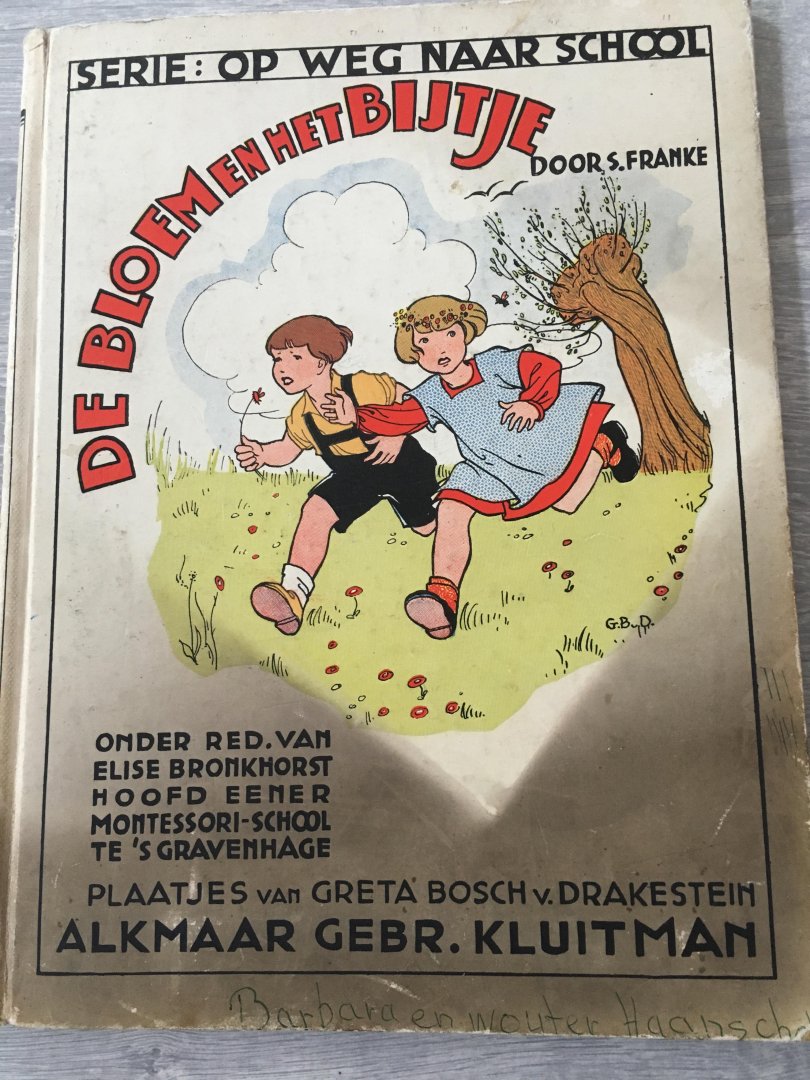 SERIE: OP WEG NAAR SCHOOL
DE BLOEM EN HET BIJTJE
DOOR S. FRANKE
G.B.v.D.
ONDER RED. VAN
ELISE BRONKHORST
HOOFD EENER
MONTESSORI-SCHOOL
TE 'S GRAVENHAGE
PLAATJES VAN GRETA BOSCH v. DRAKESTEIN
ALKMAAR GEBR. KLUITMAN
Barbara en wouter